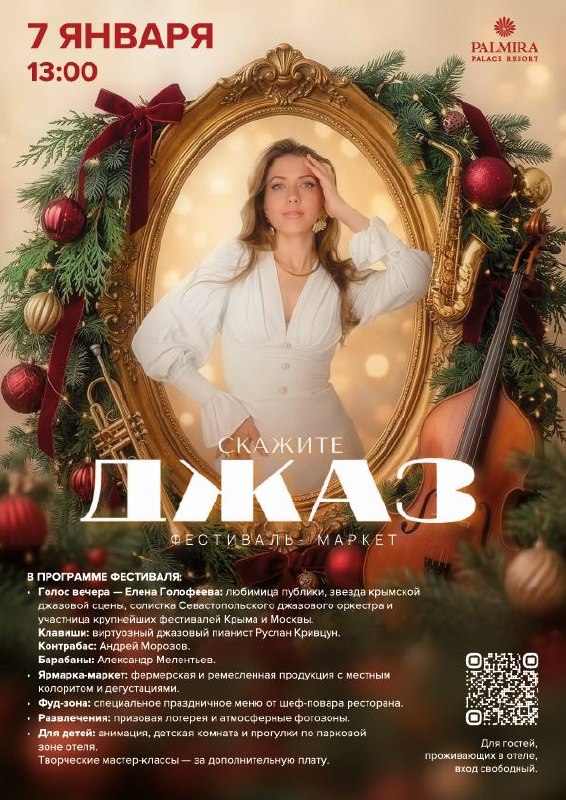 7 ЯНВАРЯ
13:00
PALMIRA
PALACE RESORT
СКАЖИТЕ
ДЖАЗ
ФЕСТИВАЛЬ - МАРКЕТ
В ПРОГРАММЕ ФЕСТИВАЛЯ:
• Голос вечера — Елена Голофеева: любимица публики, звезда крымской
джазовой сцены, солистка Севастопольского джазового оркестра и
участница крупнейших фестивалей Крыма и Москвы.
Клавиши: виртуозный джазовый пианист Руслан Кривцун.
Контрабас: Андрей Морозов.
Барабаны: Александр Мелентьев.
• Ярмарка-маркет: фермерская и ремесленная продукция с местным
колоритом и дегустациями.
• Фуд-зона: специальное праздничное меню от шеф-повара ресторана.
• Развлечения: призовая лотерея и атмосферные фотозоны.
• Для детей: анимация, детская комната и прогулки по парковой
зоне отеля.
Творческие мастер-классы — за дополнительную плату.
Для гостей,
проживающих в отеле,
вход свободный.